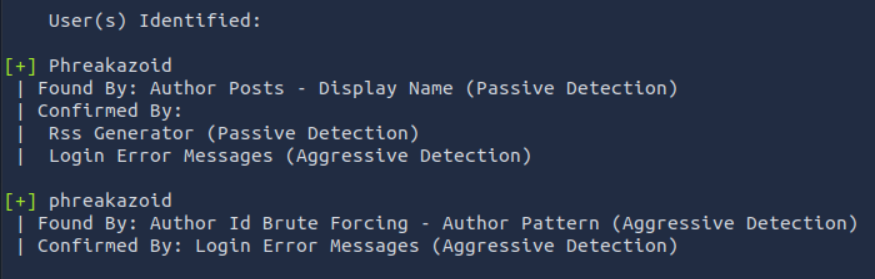 User(s) Identified:
[+] Phreakazoid
| Found By: Author Posts - Display Name (Passive Detection)
| Confirmed By:
|  Rss Generator (Passive Detection)
|  Login Error Messages (Aggressive Detection)
[+] phreakazoid
| Found By: Author Id Brute Forcing - Author Pattern (Aggressive Detection)
| Confirmed By: Login Error Messages (Aggressive Detection)